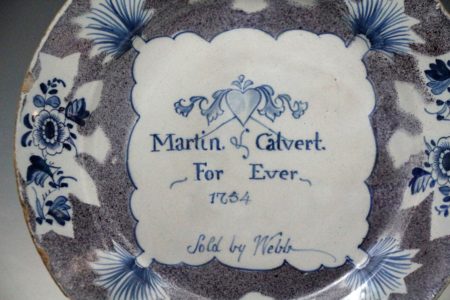 Martin. & Calvert.
For Ever
1754
Sold by Webb